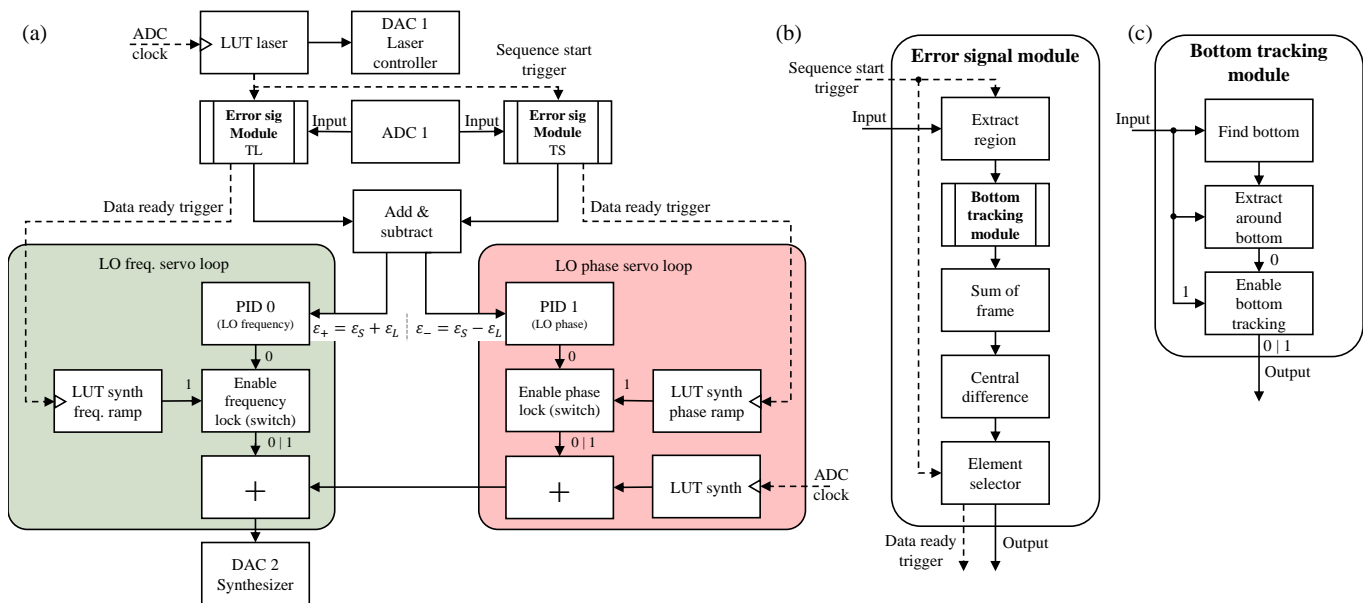 (a)
ADC
clock
LUT laser
DAC 1
Laser
controller
Sequence start
trigger
Error sig
Module
TL
Input
ADC 1
Input
Error sig
Module
TS
Data ready trigger
Add &
subtract
Data ready trigger
LO freq. servo loop
LO phase servo loop
PID 0
(LO frequency)
ε₊ = ε_S + ε_L
ε₋ = ε_S − ε_L
PID 1
(LO phase)
0
0
LUT synth
freq. ramp
1
Enable
frequency
lock (switch)
Enable phase
lock (switch)
1
LUT synth
phase ramp
0 | 1
0 | 1
+
+
LUT synth
ADC
clock
DAC 2
Synthesizer
(b)
Error signal module
Sequence start
trigger
Input
Extract
region
Bottom
tracking
module
Sum of
frame
Central
difference
Element
selector
Data ready
trigger
Output
(c)
Bottom tracking
module
Input
Find bottom
Extract
around
bottom
0
1
Enable
bottom
tracking
0 | 1
Output